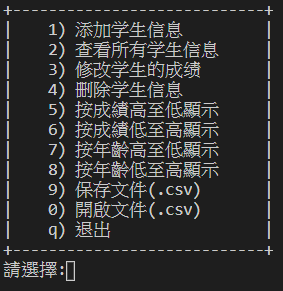 +----------------------------+
|    1) 添加学生信息         |
|    2) 查看所有学生信息     |
|    3) 修改学生的成绩       |
|    4) 删除学生信息         |
|    5) 按成績高至低顯示     |
|    6) 按成績低至高顯示     |
|    7) 按年齡高至低顯示     |
|    8) 按年齡低至高顯示     |
|    9) 保存文件(.csv)       |
|    0) 開啟文件(.csv)       |
|    q) 退出                 |
+----------------------------+
請選擇: